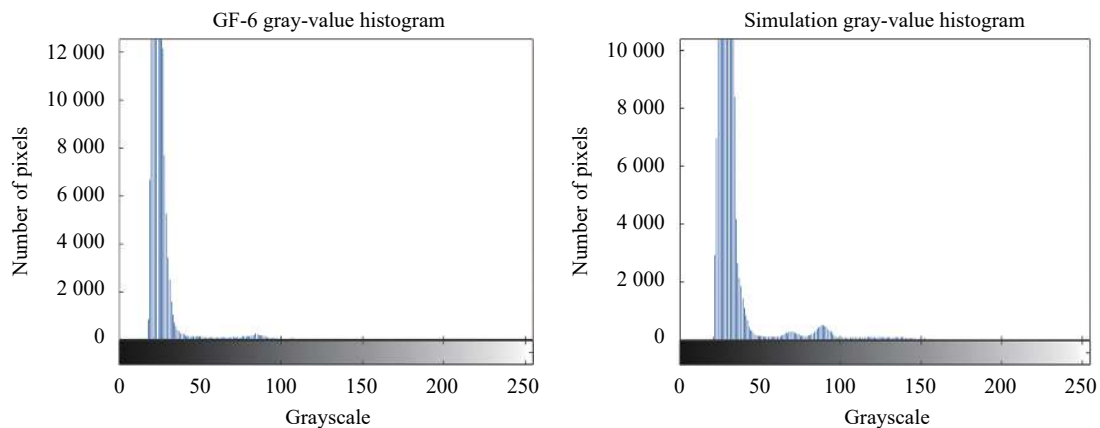 GF-6 gray-value histogram
12 000
10 000
8 000
6 000
4 000
2 000
0
Number of pixels
0 50 100 150 200 250
Grayscale
Simulation gray-value histogram
10 000
8 000
6 000
4 000
2 000
0
Number of pixels
0 50 100 150 200 250
Grayscale